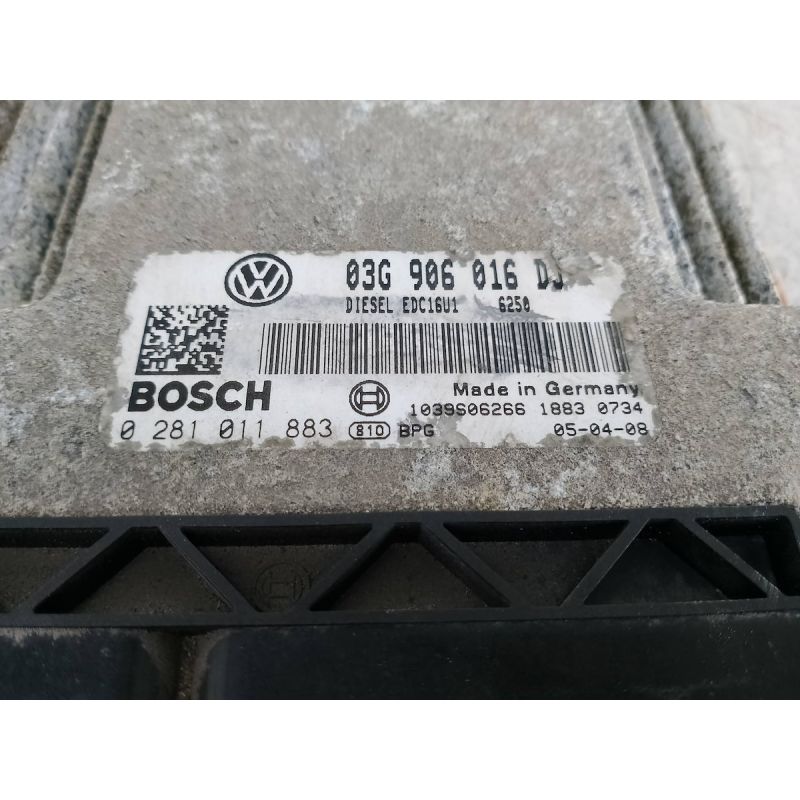 03G 906 016 DJ
DIESEL EDC16U1 6250
BOSCH
Made in Germany
1039S06266 1883 0734
0 281 011 883 810 BPG 05-04-08